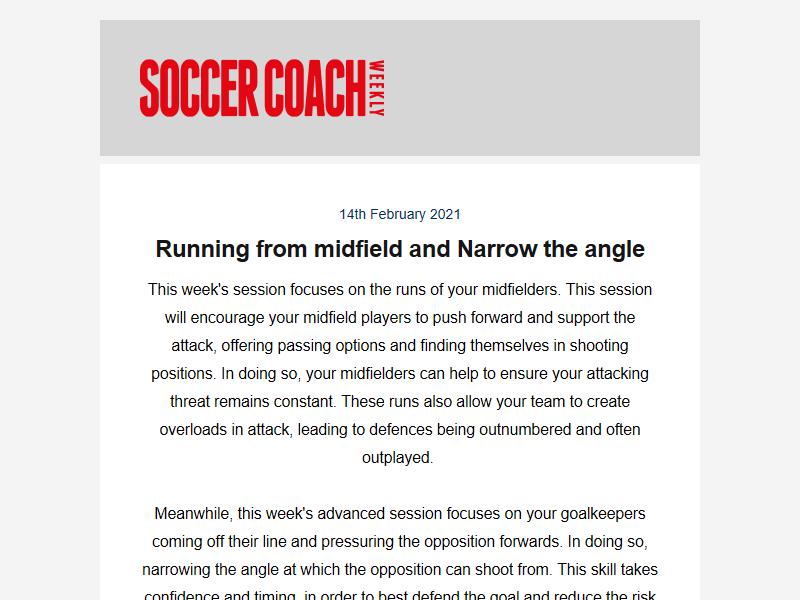 SOCCER COACH WEEKLY
14th February 2021
Running from midfield and Narrow the angle
This week's session focuses on the runs of your midfielders. This session
will encourage your midfield players to push forward and support the
attack, offering passing options and finding themselves in shooting
positions. In doing so, your midfielders can help to ensure your attacking
threat remains constant. These runs also allow your team to create
overloads in attack, leading to defences being outnumbered and often
outplayed.
Meanwhile, this week's advanced session focuses on your goalkeepers
coming off their line and pressuring the opposition forwards. In doing so,
narrowing the angle at which the opposition can shoot from. This skill takes
confidence and timing, in order to best defend the goal and reduce the risk